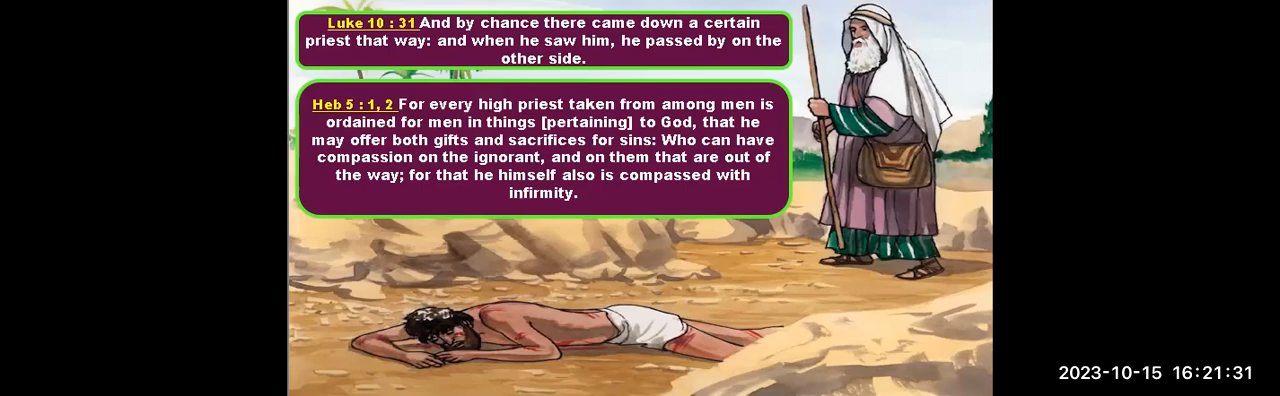 Luke 10 : 31 And by chance there came down a certain
priest that way: and when he saw him, he passed by on the
other side.
Heb 5 : 1, 2 For every high priest taken from among men is
ordained for men in things [pertaining] to God, that he
may offer both gifts and sacrifices for sins: Who can have
compassion on the ignorant, and on them that are out of
the way; for that he himself also is compassed with
infirmity.
2023-10-15 16:21:31